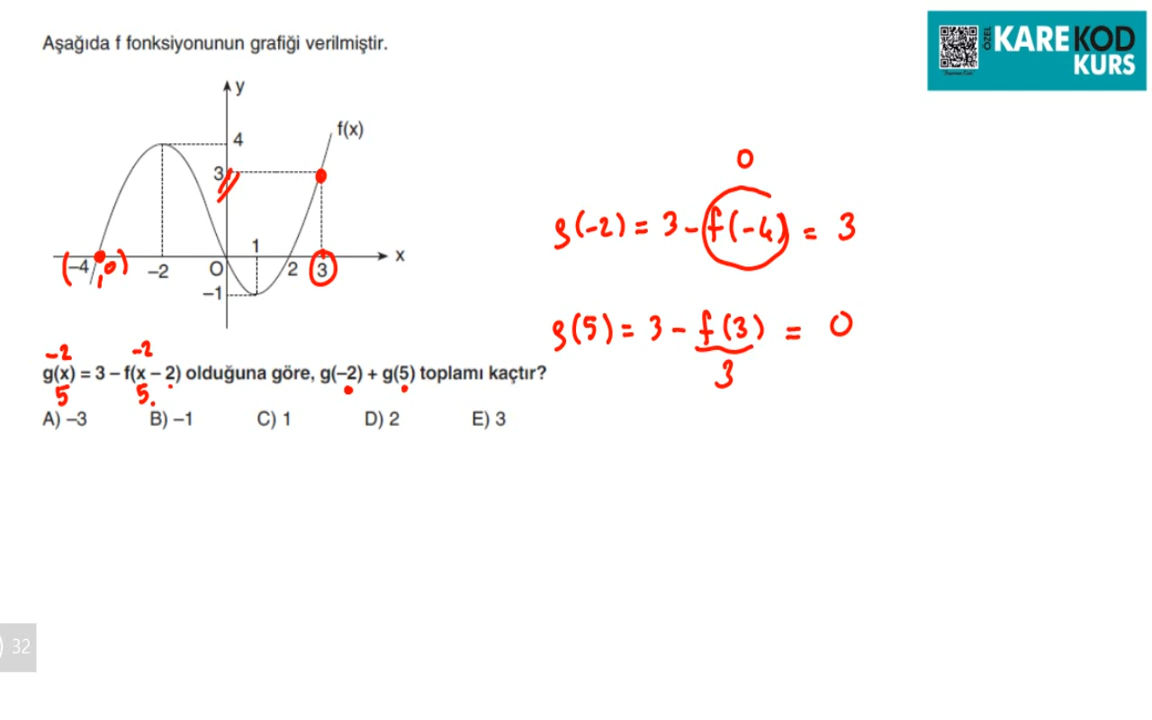 Aşağıda f fonksiyonunun grafiği verilmiştir.
ÖZEL KAREKOD
KURS
y
4
f(x)
3
1
x
(-4, 0)
-2
O
2
3
-1
0
g(-2) = 3 - f(-4) = 3
g(5) = 3 - f(3) = 0
3
-2 -2
g(x) = 3 – f(x – 2) olduğuna göre, g(–2) + g(5) toplamı kaçtır?
5 5.
A) –3 B) –1 C) 1 D) 2 E) 3
32